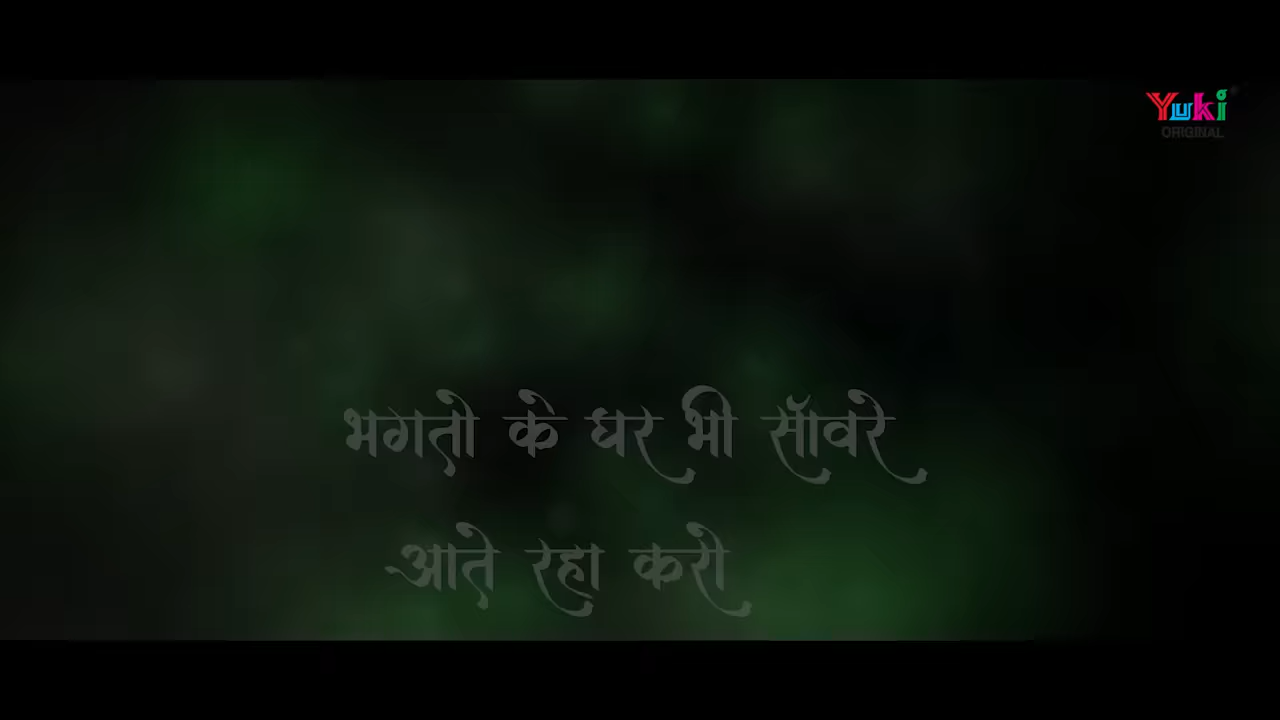 Yuki
ORIGINAL
भगतो के घर भी सॉवरे
आते रहा करो